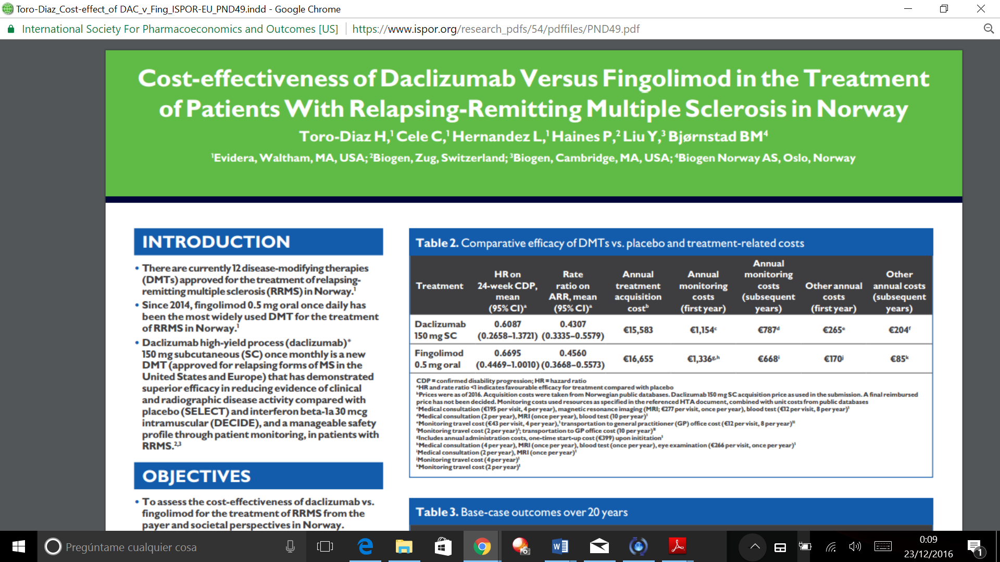 Toro-Diaz_Cost-effect_of DAC_v_Fing_ISPOR-EU_PND49.indd - Google Chrome
International Society For Pharmacoeconomics and Outcomes [US]
https://www.ispor.org/research_pdfs/54/pdffiles/PND49.pdf
Cost-effectiveness of Daclizumab Versus Fingolimod in the Treatment
of Patients With Relapsing-Remitting Multiple Sclerosis in Norway
Toro-Diaz H,¹ Cele C,¹ Hernandez L,¹ Haines P,² Liu Y,³ Bjørnstad BM⁴
¹Evidera, Waltham, MA, USA; ²Biogen, Zug, Switzerland; ³Biogen, Cambridge, MA, USA; ⁴Biogen Norway AS, Oslo, Norway
INTRODUCTION
• There are currently 12 disease-modifying therapies
(DMTs) approved for the treatment of relapsing-
remitting multiple sclerosis (RRMS) in Norway.¹
• Since 2014, fingolimod 0.5 mg oral once daily has
been the most widely used DMT for the treatment
of RRMS in Norway.¹
• Daclizumab high-yield process (daclizumab)*
150 mg subcutaneous (SC) once monthly is a new
DMT (approved for relapsing forms of MS in the
United States and Europe) that has demonstrated
superior efficacy in reducing evidence of clinical
and radiographic disease activity compared with
placebo (SELECT) and interferon beta-1a 30 mcg
intramuscular (DECIDE), and a manageable safety
profile through patient monitoring, in patients with
RRMS.²,³
OBJECTIVES
• To assess the cost-effectiveness of daclizumab vs.
fingolimod for the treatment of RRMS from the
payer and societal perspectives in Norway.
Table 2. Comparative efficacy of DMTs vs. placebo and treatment-related costs
Treatment
HR on
24-week CDP,
mean
(95% CI)ᵃ
Rate
ratio on
ARR, mean
(95% CI)ᵃ
Annual
treatment
acquisition
costᵇ
Annual
monitoring
costs
(first year)
Annual
monitoring
costs
(subsequent
years)
Other annual
costs
(first year)
Other
annual costs
(subsequent
years)
Daclizumab
150 mg SC
0.6087
(0.2658–1.3721)
0.4307
(0.3335–0.5579)
€15,583
€1,154ᶜ
€787ᵈ
€265ᵉ
€204ᶠ
Fingolimod
0.5 mg oral
0.6695
(0.4469–1.0010)
0.4560
(0.3668–0.5573)
€16,655
€1,336ᵍ,ʰ
€668ⁱ
€170ʲ
€85ᵏ
CDP = confirmed disability progression; HR = hazard ratio
ᵃHR and rate ratio <1 indicates favourable efficacy for treatment compared with placebo
ᵇPrices were as of 2016. Acquisition costs were taken from Norwegian public databases. Daclizumab 150 mg SC acquisition price as used in the submission. A final reimbursed
price has not been decided. Monitoring costs used resources as specified in the referenced HTA document, combined with unit costs from public databases
ᶜMedical consultation (€195 per visit, 4 per year), magnetic resonance imaging (MRI; €277 per visit, once per year), blood test (€12 per visit, 8 per year)¹
ᵈMedical consultation (2 per year), MRI (once per year), blood test (10 per year)¹
ᵉMonitoring travel cost (€43 per visit, 4 per year),¹ transportation to general practitioner (GP) office cost (€12 per visit, 8 per year)¹¹
ᶠMonitoring travel cost (2 per year)¹; transportation to GP office cost (10 per year)¹¹
ᵍIncludes annual administration costs, one-time start-up cost (€399) upon inititation¹
ʰMedical consultation (4 per year), MRI (once per year), blood test (once per year), eye examination (€266 per visit, once per year)¹
ⁱMedical consultation (2 per year), MRI (once per year)¹
ʲMonitoring travel cost (4 per year)¹
ᵏMonitoring travel cost (2 per year)¹
Table 3. Base-case outcomes over 20 years
Pregúntame cualquier cosa
0:09
23/12/2016
1